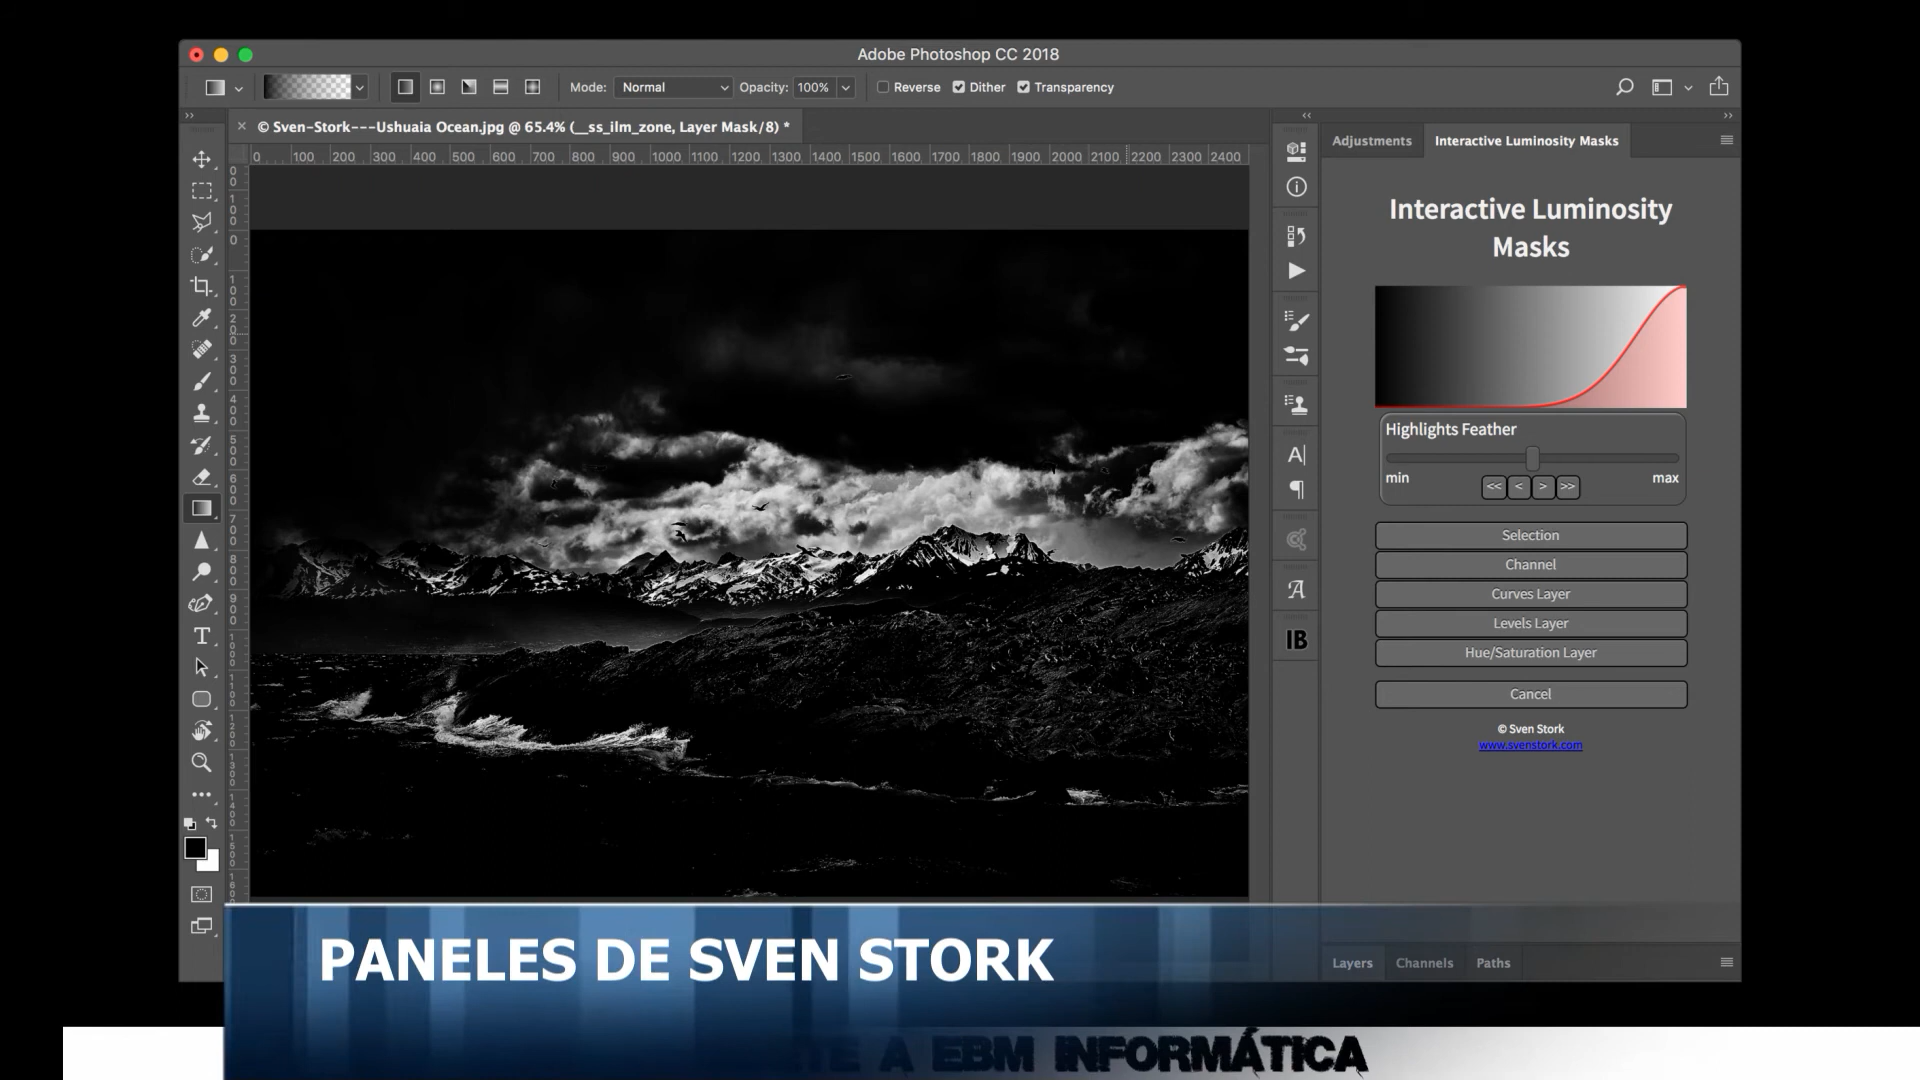 Adobe Photoshop CC 2018
Mode: Normal Opacity: 100% Reverse Dither Transparency
© Sven-Stork---Ushuaia Ocean.jpg @ 65.4% (__ss_ilm_zone, Layer Mask/8) *
Adjustments Interactive Luminosity Masks
0 100 200 300 400 500 600 700 800 900 1000 1100 1200 1300 1400 1500 1600 1700 1800 1900 2000 2100 2200 2300 2400
Interactive Luminosity
Masks
Highlights Feather
min << < > >> max
Selection
Channel
Curves Layer
Levels Layer
Hue/Saturation Layer
Cancel
© Sven Stork
www.svenstork.com
Layers Channels Paths
PANELES DE SVEN STORK
A EBM INFORMÁTICA